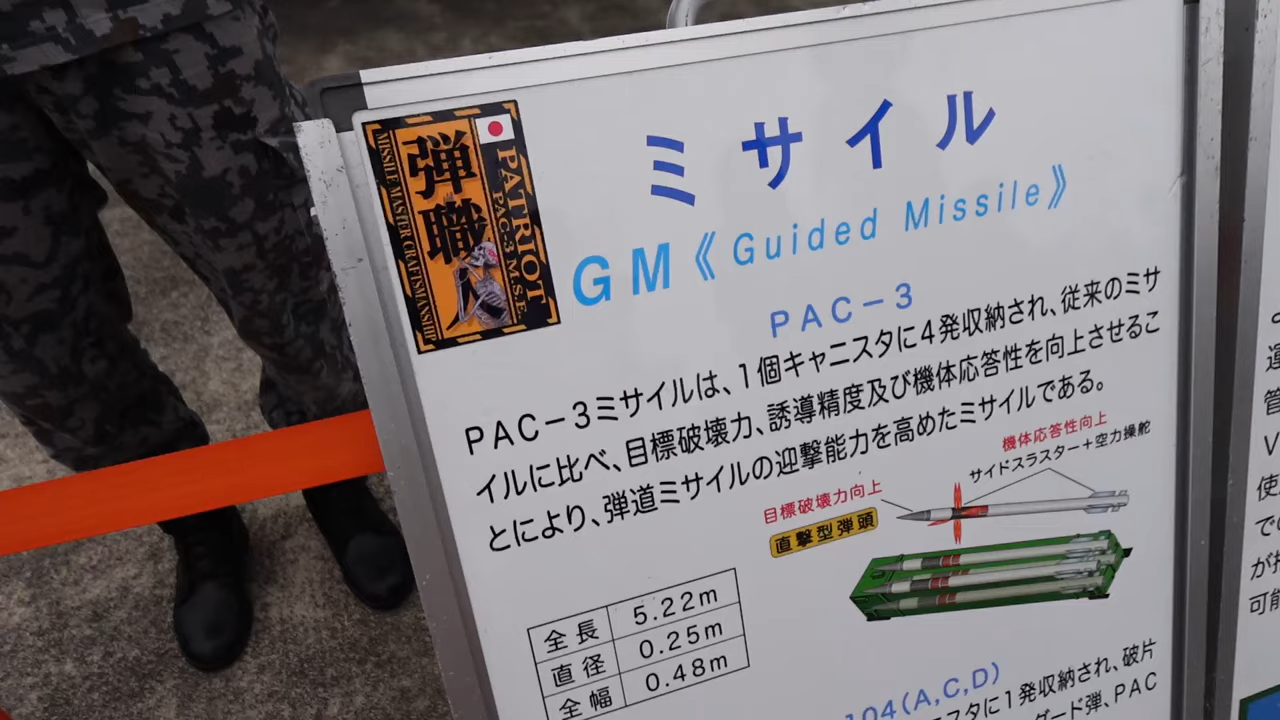 弾職
PATRIOT
PAC-3 M.S.E.
MISSILE MASTER CRAFTSMANSHIP
ミサイル
GM《Guided Missile》
PAC-3
PAC-3ミサイルは、1個キャニスタに4発収納され、従来のミサ
イルに比べ、目標破壊力、誘導精度及び機体応答性を向上させるこ
とにより、弾道ミサイルの迎撃能力を高めたミサイルである。
機体応答性向上
サイドスラスター+空力操舵
目標破壊力向上
直撃型弾頭
全長 5.22m
直径 0.25m
全幅 0.48m
104(A,C,D)
スタに1発収納され、破片
ガード弾、PAC
運
管
V
使
で
が
可能